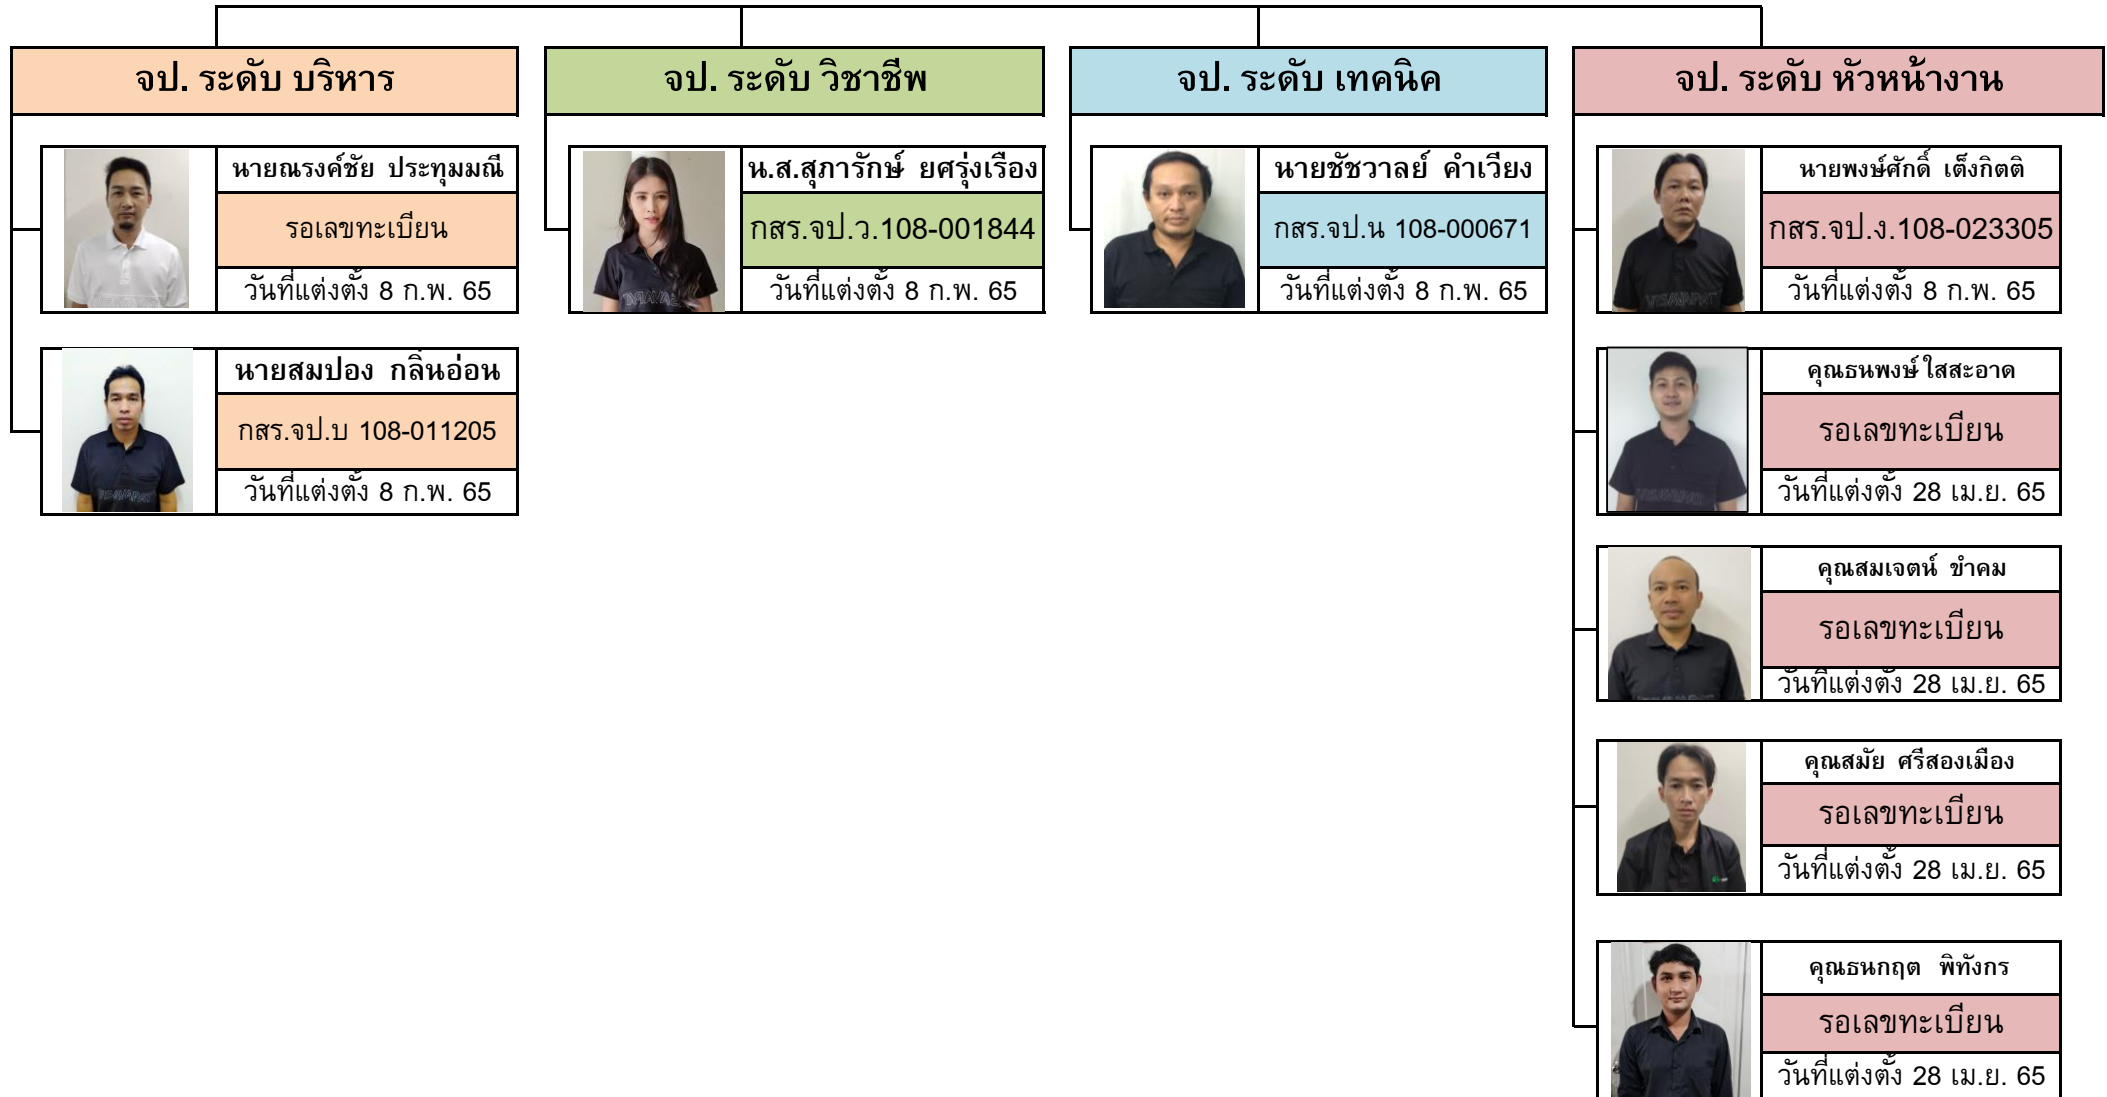 จป. ระดับ บริหาร
จป. ระดับ วิชาชีพ
จป. ระดับ เทคนิค
จป. ระดับ หัวหน้างาน
นายณรงค์ชัย ประทุมมณี
รอเลขทะเบียน
วันที่แต่งตั้ง 8 ก.พ. 65
นายสมปอง กลิ่นอ่อน
กสร.จป.บ 108-011205
วันที่แต่งตั้ง 8 ก.พ. 65
น.ส.สุภารักษ์ ยศรุ่งเรือง
กสร.จป.ว.108-001844
วันที่แต่งตั้ง 8 ก.พ. 65
นายชัชวาลย์ คำเวียง
กสร.จป.น 108-000671
วันที่แต่งตั้ง 8 ก.พ. 65
นายพงษ์ศักดิ์ เต็งกิตติ
กสร.จป.ง.108-023305
วันที่แต่งตั้ง 8 ก.พ. 65
คุณธนพงษ์ ใสสะอาด
รอเลขทะเบียน
วันที่แต่งตั้ง 28 เม.ย. 65
คุณสมเจตน์ ขำคม
รอเลขทะเบียน
วันที่แต่งตั้ง 28 เม.ย. 65
คุณสมัย ศรีสองเมือง
รอเลขทะเบียน
วันที่แต่งตั้ง 28 เม.ย. 65
คุณธนกฤต พิทังกร
รอเลขทะเบียน
วันที่แต่งตั้ง 28 เม.ย. 65